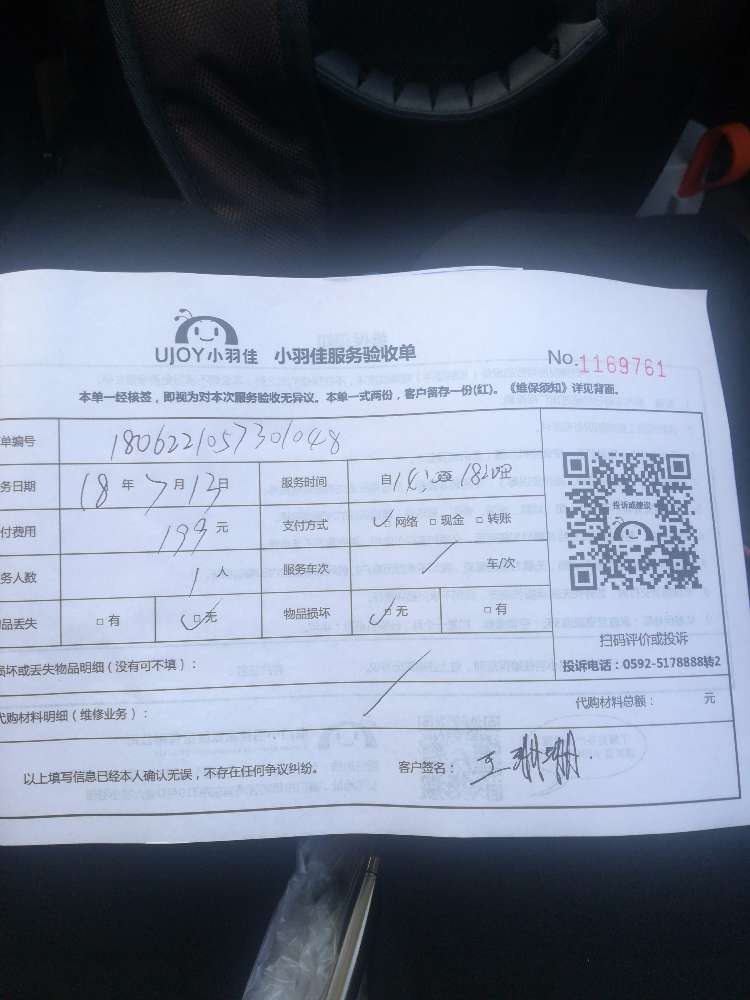 UJOY小羽佳 小羽佳服务验收单 No.1169761
本单一经核签，即视为对本次服务验收无异议。本单一式两份，客户留存一份(红)。《维保须知》详见背面。
单编号 1806221057301048
务日期 18 年 7 月 13 日 服务时间 自 至
付费用 193 元 支付方式 网络 现金 转账
务人数 1 人 服务车次 车/次
品丢失 有 无 物品损坏 无 有
投诉或建议
扫码评价或投诉
投诉电话：0592-5178888转2
损坏或丢失物品明细（没有可不填）：
代购材料明细（维修业务）： 代购材料总额： 元
以上填写信息已经本人确认无误，不存在任何争议纠纷。 客户签名： 王珊珊